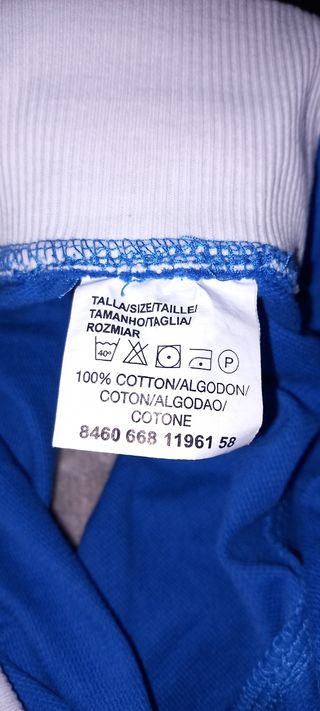 TALLA/SIZE/TAILLE/
TAMANHO/TAGLIA/
ROZMIAR
40° P
100% COTTON/ALGODON/
COTON/ALGODAO/
COTONE
8460 668 11961 58